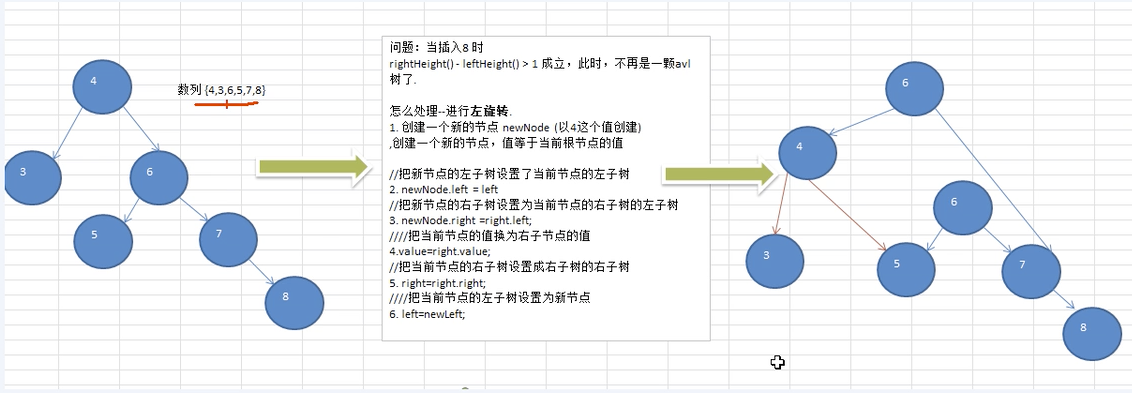 4
3
6
5
7
8
数列 {4,3,6,5,7,8}
问题：当插入8 时
rightHeight() - leftHeight() > 1 成立，此时，不再是一颗avl
树了.
怎么处理--进行左旋转.
1. 创建一个新的节点 newNode (以4这个值创建)
,创建一个新的节点，值等于当前根节点的值
//把新节点的左子树设置了当前节点的左子树
2. newNode.left = left
//把新节点的右子树设置为当前节点的右子树的左子树
3. newNode.right =right.left;
////把当前节点的值换为右子节点的值
4.value=right.value;
//把当前节点的右子树设置成右子树的右子树
5. right=right.right;
////把当前节点的左子树设置为新节点
6. left=newLeft;
6
4
6
3
5
7
8